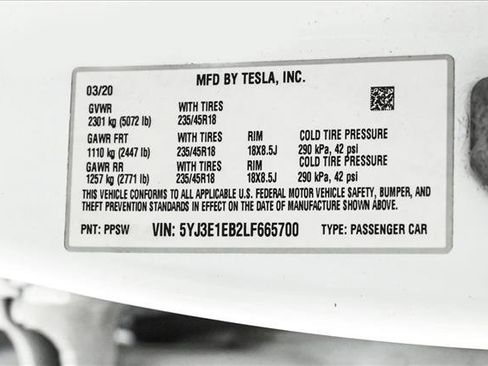 MFD BY TESLA, INC.
03/20
GVWR WITH TIRES
2301 kg (5072 lb) 235/45R18
GAWR FRT WITH TIRES RIM COLD TIRE PRESSURE
1110 kg (2447 lb) 235/45R18 18X8.5J 290 kPa, 42 psi
GAWR RR WITH TIRES RIM COLD TIRE PRESSURE
1257 kg (2771 lb) 235/45R18 18X8.5J 290 kPa, 42 psi
THIS VEHICLE CONFORMS TO ALL APPLICABLE U.S. FEDERAL MOTOR VEHICLE SAFETY, BUMPER, AND
THEFT PREVENTION STANDARDS IN EFFECT ON THE DATE OF MANUFACTURE SHOWN ABOVE.
PNT: PPSW VIN: 5YJ3E1EB2LF665700 TYPE: PASSENGER CAR